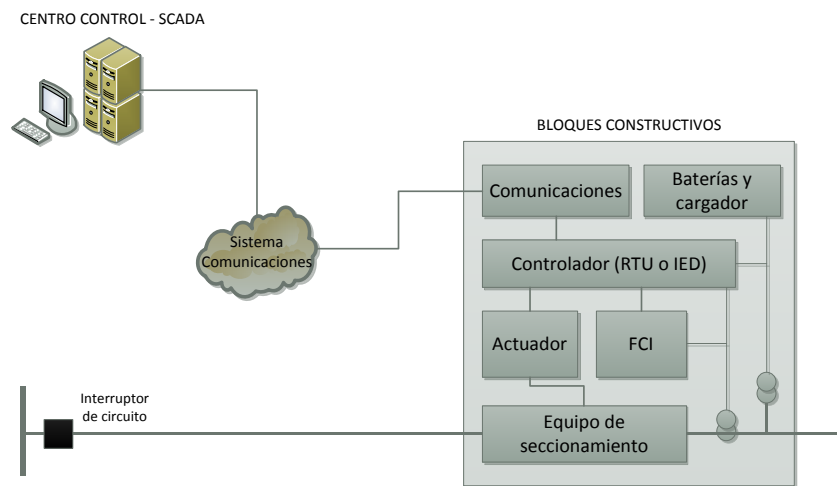 CENTRO CONTROL - SCADA
BLOQUES CONSTRUCTIVOS
Comunicaciones
Baterías y
cargador
Sistema
Comunicaciones
Controlador (RTU o IED)
Actuador
FCI
Interruptor
de circuito
Equipo de
seccionamiento